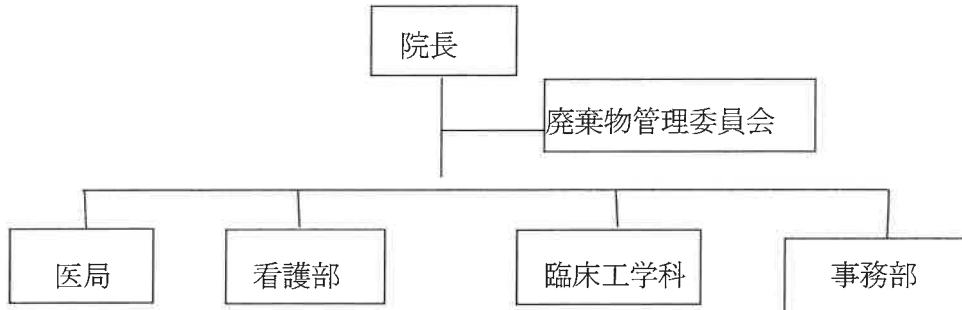 院長
廃棄物管理委員会
医局
看護部
臨床工学科
事務部